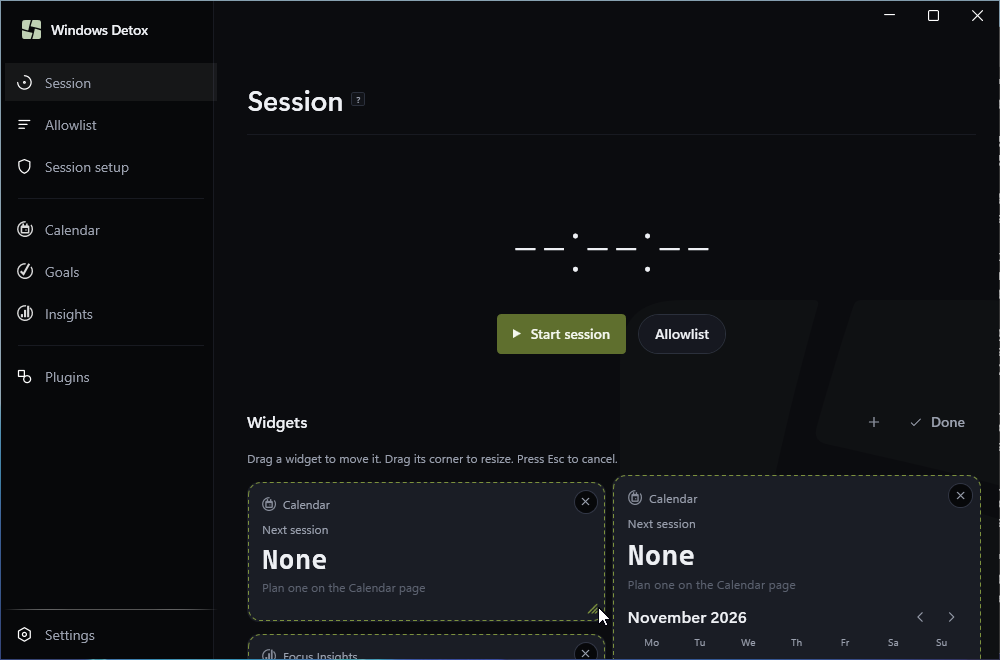 Windows Detox
Session
Allowlist
Session setup
Calendar
Goals
Insights
Plugins
Settings
Session ?
--:--:--
Start session
Allowlist
Widgets
Done
Drag a widget to move it. Drag its corner to resize. Press Esc to cancel.
Calendar
Next session
None
Plan one on the Calendar page
Focus Insights
Calendar
Next session
None
Plan one on the Calendar page
November 2026
Mo Tu We Th Fr Sa Su